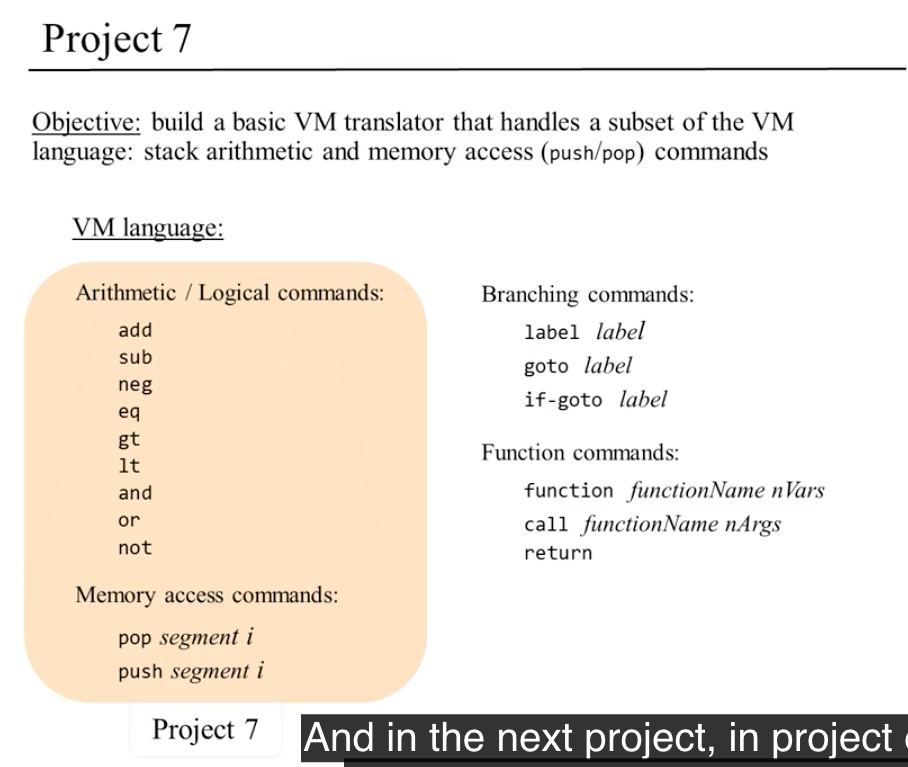 Project 7
Objective: build a basic VM translator that handles a subset of the VM
language: stack arithmetic and memory access (push/pop) commands
VM language:
Arithmetic / Logical commands:
add
sub
neg
eq
gt
lt
and
or
not
Memory access commands:
pop segment i
push segment i
Branching commands:
label label
goto label
if-goto label
Function commands:
function functionName nVars
call functionName nArgs
return
Project 7
And in the next project, in project